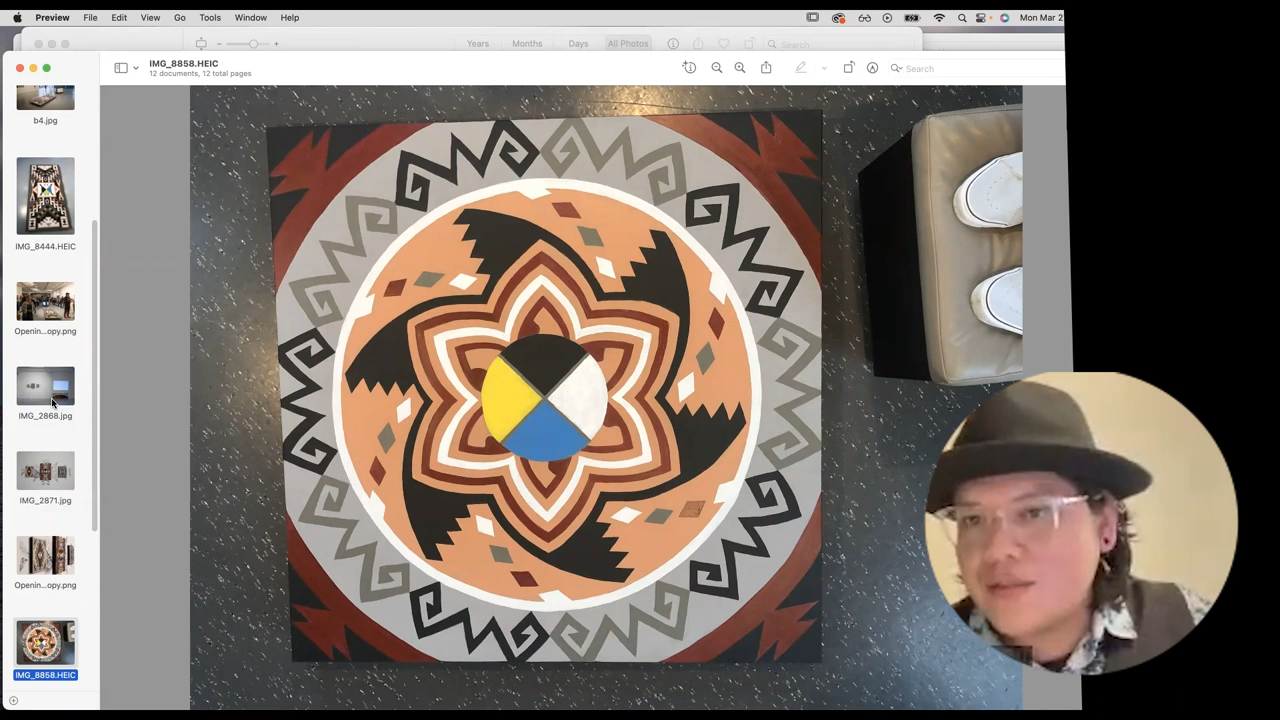 Preview File Edit View Go Tools Window Help Mon Mar 2
Years Months Days All Photos Search
IMG_8858.HEIC
12 documents, 12 total pages
Search
b4.jpg
IMG_8444.HEIC
Openin...opy.png
IMG_2868.jpg
IMG_2871.jpg
Openin...opy.png
IMG_8858.HEIC